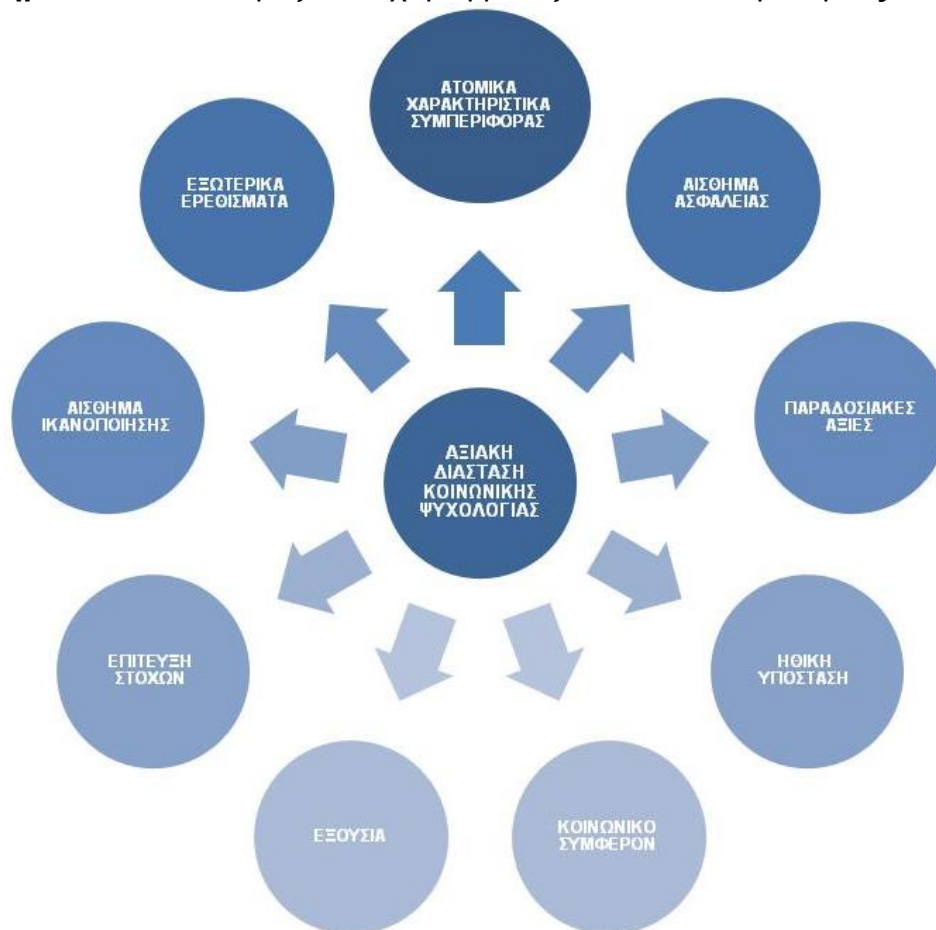 ΑΤΟΜΙΚΑ
ΧΑΡΑΚΤΗΡΙΣΤΙΚΑ
ΣΥΜΠΕΡΙΦΟΡΑΣ
ΑΙΣΘΗΜΑ
ΑΣΦΑΛΕΙΑΣ
ΠΑΡΑΔΟΣΙΑΚΕΣ
ΑΞΙΕΣ
ΗΘΙΚΗ
ΥΠΟΣΤΑΣΗ
ΚΟΙΝΩΝΙΚΟ
ΣΥΜΦΕΡΟΝ
ΕΞΟΥΣΙΑ
ΕΠΙΤΕΥΞΗ
ΣΤΟΧΩΝ
ΑΙΣΘΗΜΑ
ΙΚΑΝΟΠΟΙΗΣΗΣ
ΕΞΩΤΕΡΙΚΑ
ΕΡΕΘΙΣΜΑΤΑ
ΑΞΙΑΚΗ
ΔΙΑΣΤΑΣΗ
ΚΟΙΝΩΝΙΚΗΣ
ΨΥΧΟΛΟΓΙΑΣ